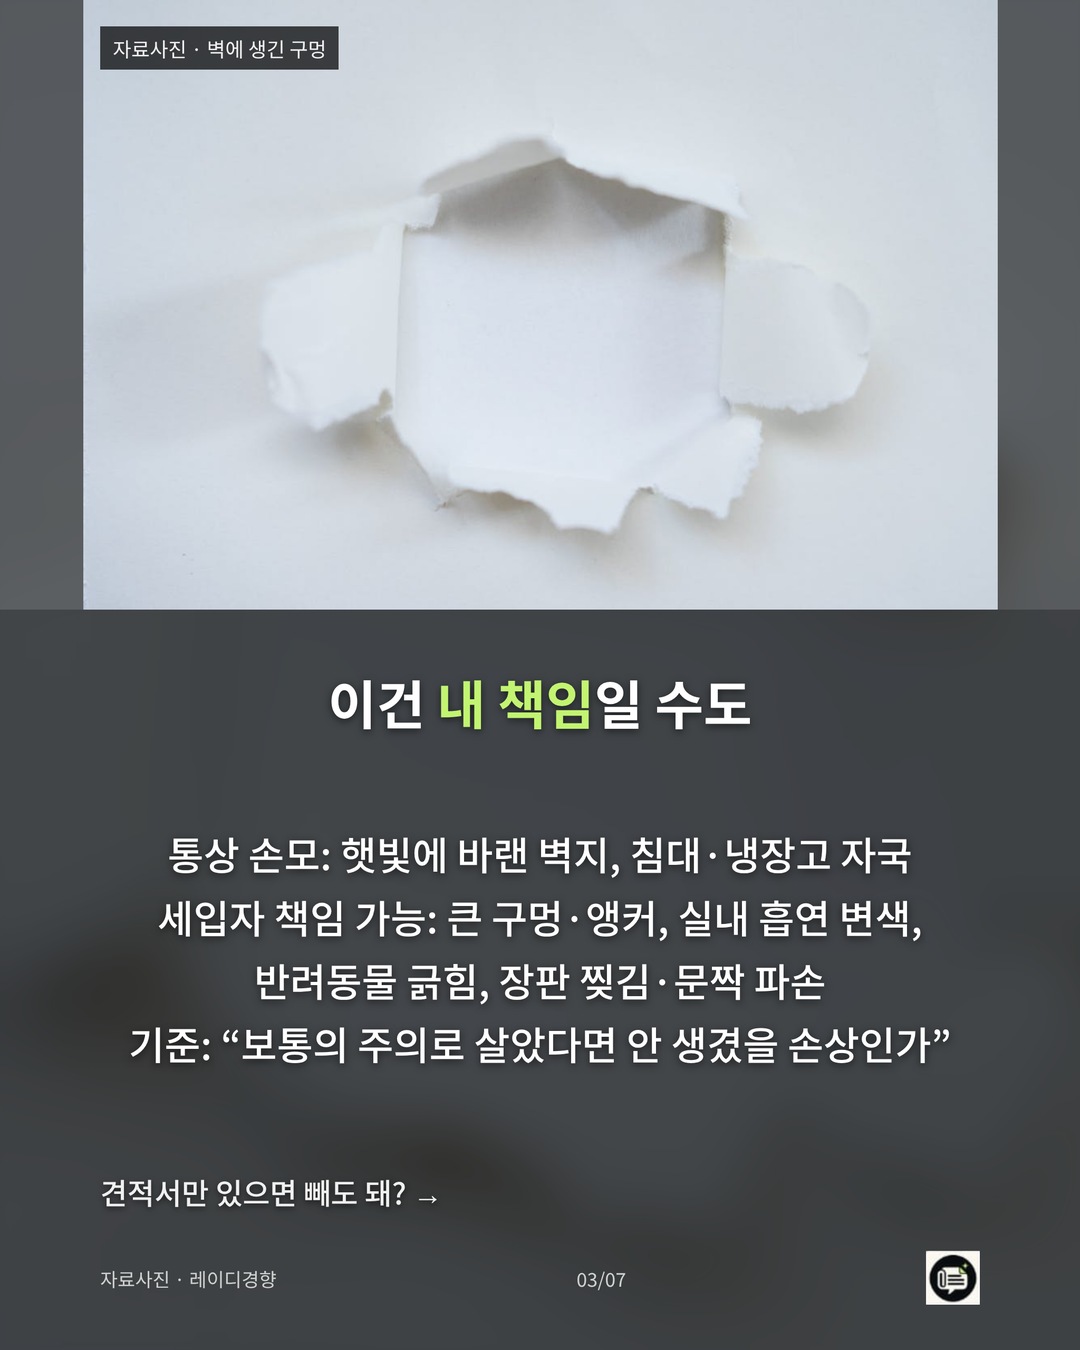 자료사진 · 벽에 생긴 구멍
이건 내 책임일 수도
통상 손모: 햇빛에 바랜 벽지, 침대·냉장고 자국
세입자 책임 가능: 큰 구멍·앵커, 실내 흡연 변색,
반려동물 긁힘, 장판 찢김·문짝 파손
기준: “보통의 주의로 살았다면 안 생겼을 손상인가”
견적서만 있으면 빼도 돼? →
자료사진 · 레이디경향
03/07